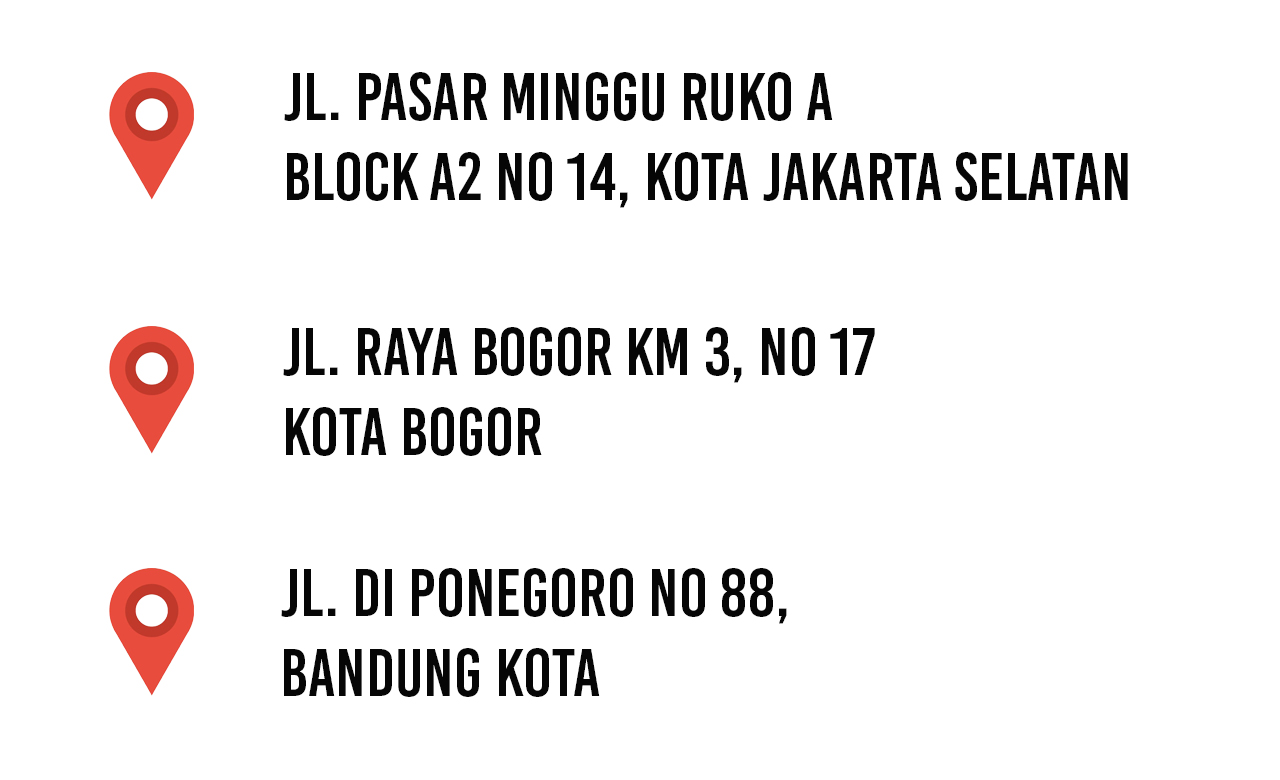 JL. PASAR MINGGU RUKO A
BLOCK A2 NO 14, KOTA JAKARTA SELATAN
JL. RAYA BOGOR KM 3, NO 17
KOTA BOGOR
JL. DI PONEGORO NO 88,
BANDUNG KOTA